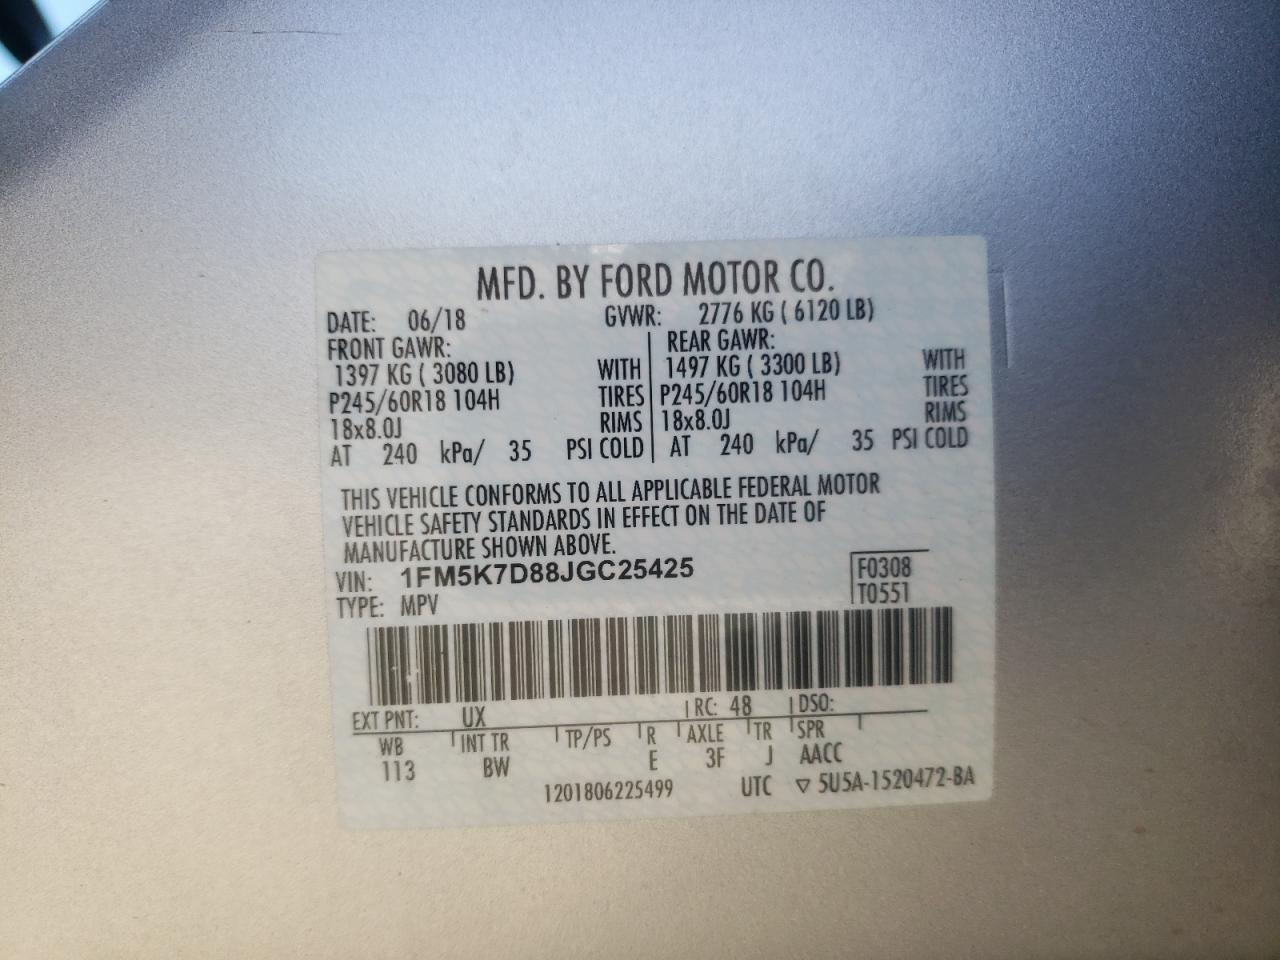 MFD. BY FORD MOTOR CO.
DATE: 06/18 GVWR: 2776 KG ( 6120 LB)
FRONT GAWR: REAR GAWR:
1397 KG ( 3080 LB) WITH 1497 KG ( 3300 LB) WITH
P245/60R18 104H TIRES P245/60R18 104H TIRES
18x8.0J RIMS 18x8.0J RIMS
AT 240 kPa/ 35 PSI COLD AT 240 kPa/ 35 PSI COLD
THIS VEHICLE CONFORMS TO ALL APPLICABLE FEDERAL MOTOR
VEHICLE SAFETY STANDARDS IN EFFECT ON THE DATE OF
MANUFACTURE SHOWN ABOVE.
VIN: 1FM5K7D88JGC25425 F0308
TYPE: MPV T0551
EXT PNT: UX RC: 48 DSO:
WB INT TR TP/PS R AXLE TR SPR
113 BW E 3F J AACC
1201806225499 UTC ▽ 5U5A-1520472-BA